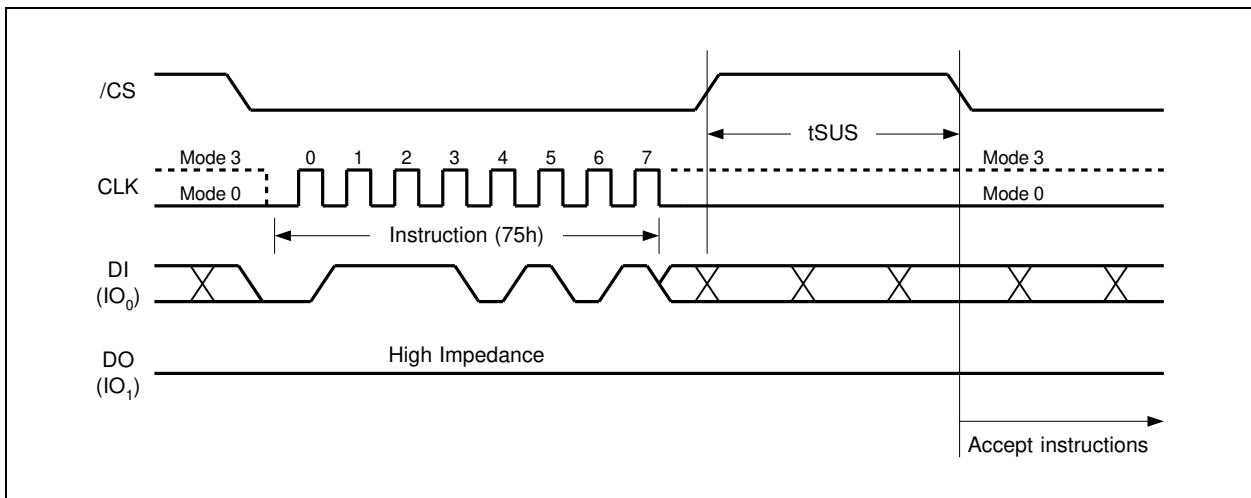 /CS
tSUS
Mode 3 0 1 2 3 4 5 6 7 Mode 3
CLK
Mode 0 Mode 0
Instruction (75h)
DI
(IO₀)
High Impedance
DO
(IO₁)
Accept instructions